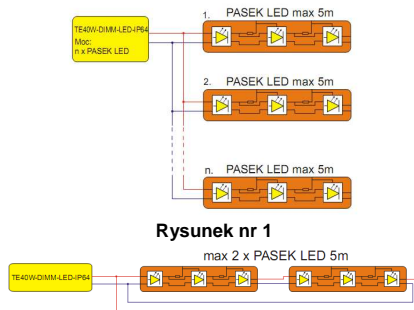 1. PASEK LED max 5m
TE40W-DIMM-LED-IP64
Moc:
n x PASEK LED
2. PASEK LED max 5m
n. PASEK LED max 5m
Rysunek nr 1
max 2 x PASEK LED 5m
TE40W-DIMM-LED-IP64